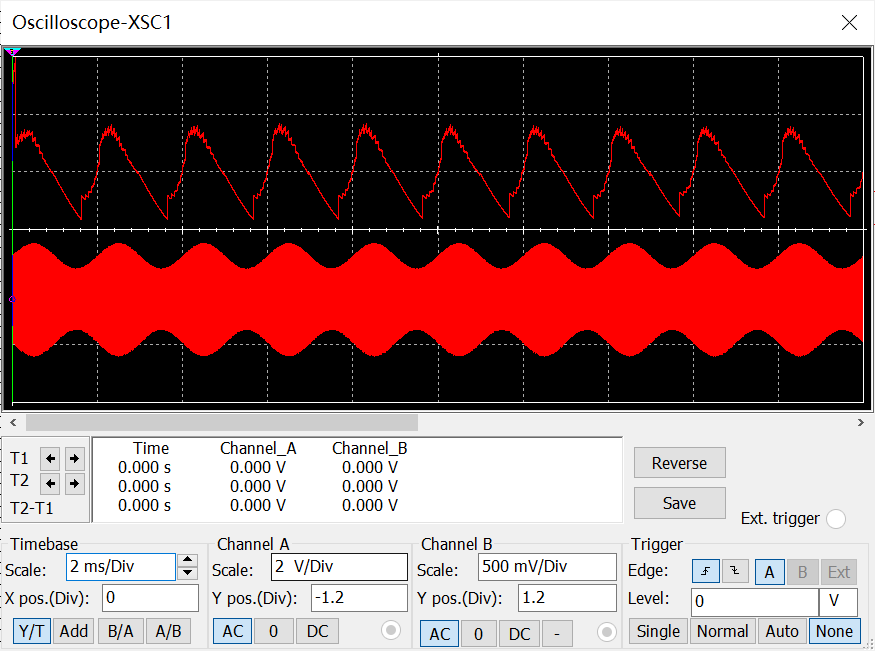 Oscilloscope-XSC1
T1
T2
T2-T1
Time Channel_A Channel_B
0.000 s 0.000 V 0.000 V
0.000 s 0.000 V 0.000 V
0.000 s 0.000 V 0.000 V
Reverse
Save
Ext. trigger
Timebase
Scale: 2 ms/Div
X pos.(Div): 0
Y/T Add B/A A/B
Channel A
Scale: 2 V/Div
Y pos.(Div): -1.2
AC 0 DC
Channel B
Scale: 500 mV/Div
Y pos.(Div): 1.2
AC 0 DC -
Trigger
Edge: A B Ext
Level: 0 V
Single Normal Auto None